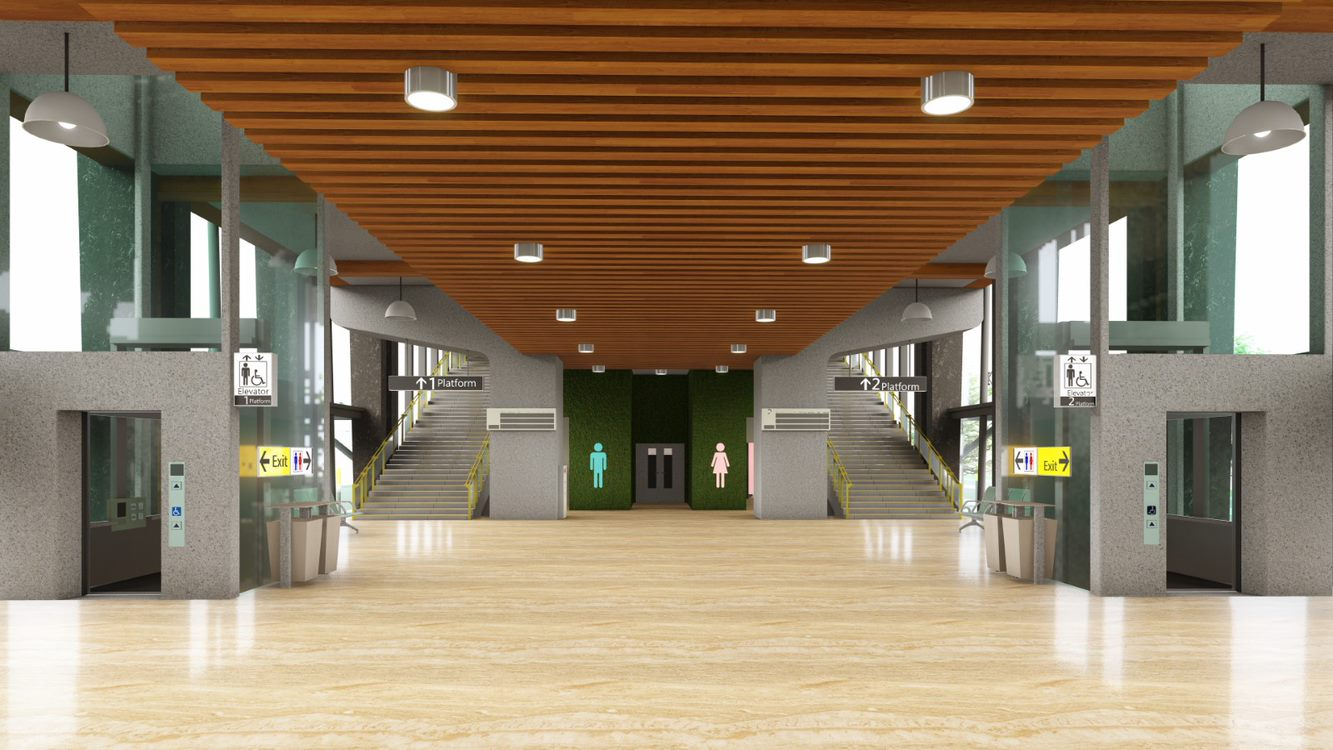 Elevator
1 Platform
1 Platform
Exit
2 Platform
Elevator
2 Platform
Exit